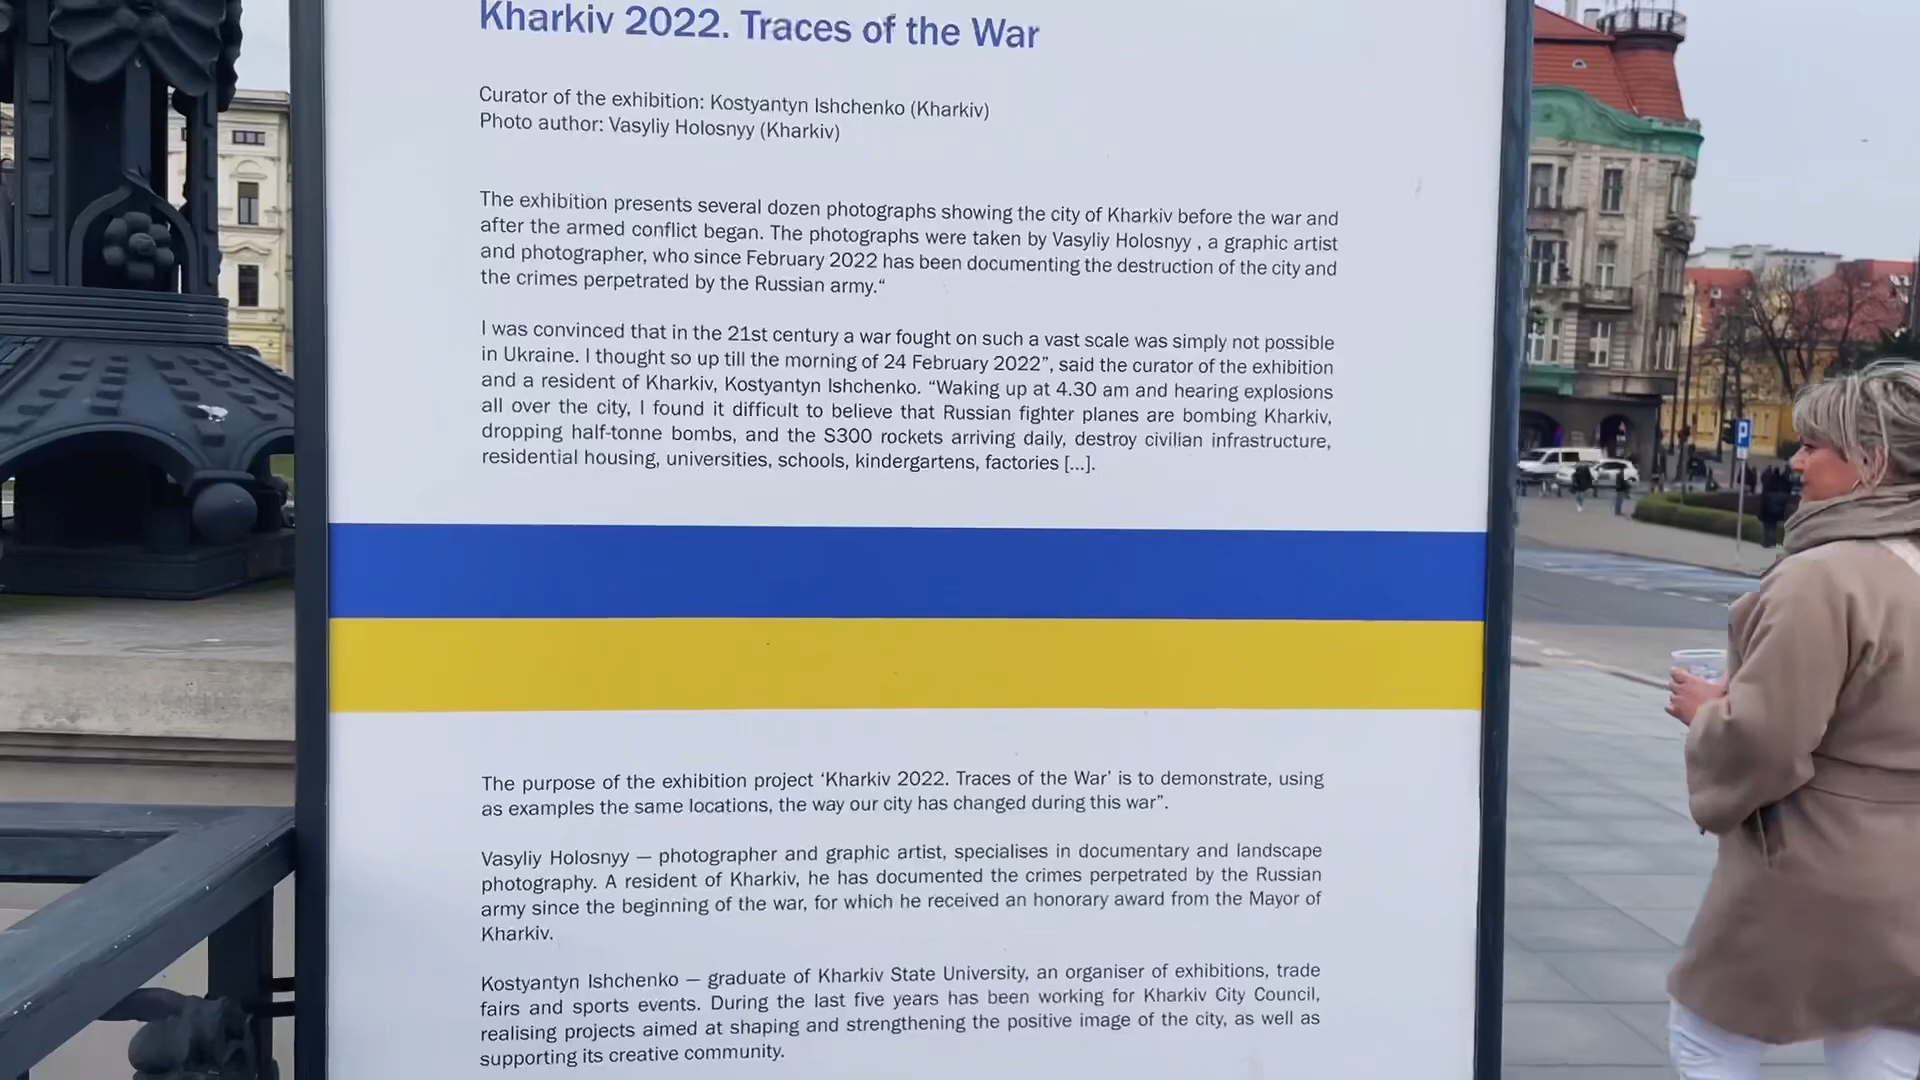 Kharkiv 2022. Traces of the War
Curator of the exhibition: Kostyantyn Ishchenko (Kharkiv)
Photo author: Vasyliy Holosnyy (Kharkiv)
The exhibition presents several dozen photographs showing the city of Kharkiv before the war and
after the armed conflict began. The photographs were taken by Vasyliy Holosnyy , a graphic artist
and photographer, who since February 2022 has been documenting the destruction of the city and
the crimes perpetrated by the Russian army.“
I was convinced that in the 21st century a war fought on such a vast scale was simply not possible
in Ukraine. I thought so up till the morning of 24 February 2022”, said the curator of the exhibition
and a resident of Kharkiv, Kostyantyn Ishchenko. “Waking up at 4.30 am and hearing explosions
all over the city, I found it difficult to believe that Russian fighter planes are bombing Kharkiv,
dropping half-tonne bombs, and the S300 rockets arriving daily, destroy civilian infrastructure,
residential housing, universities, schools, kindergartens, factories [...].
The purpose of the exhibition project ‘Kharkiv 2022. Traces of the War’ is to demonstrate, using
as examples the same locations, the way our city has changed during this war”.
Vasyliy Holosnyy — photographer and graphic artist, specialises in documentary and landscape
photography. A resident of Kharkiv, he has documented the crimes perpetrated by the Russian
army since the beginning of the war, for which he received an honorary award from the Mayor of
Kharkiv.
Kostyantyn Ishchenko — graduate of Kharkiv State University, an organiser of exhibitions, trade
fairs and sports events. During the last five years has been working for Kharkiv City Council,
realising projects aimed at shaping and strengthening the positive image of the city, as well as
supporting its creative community.
P